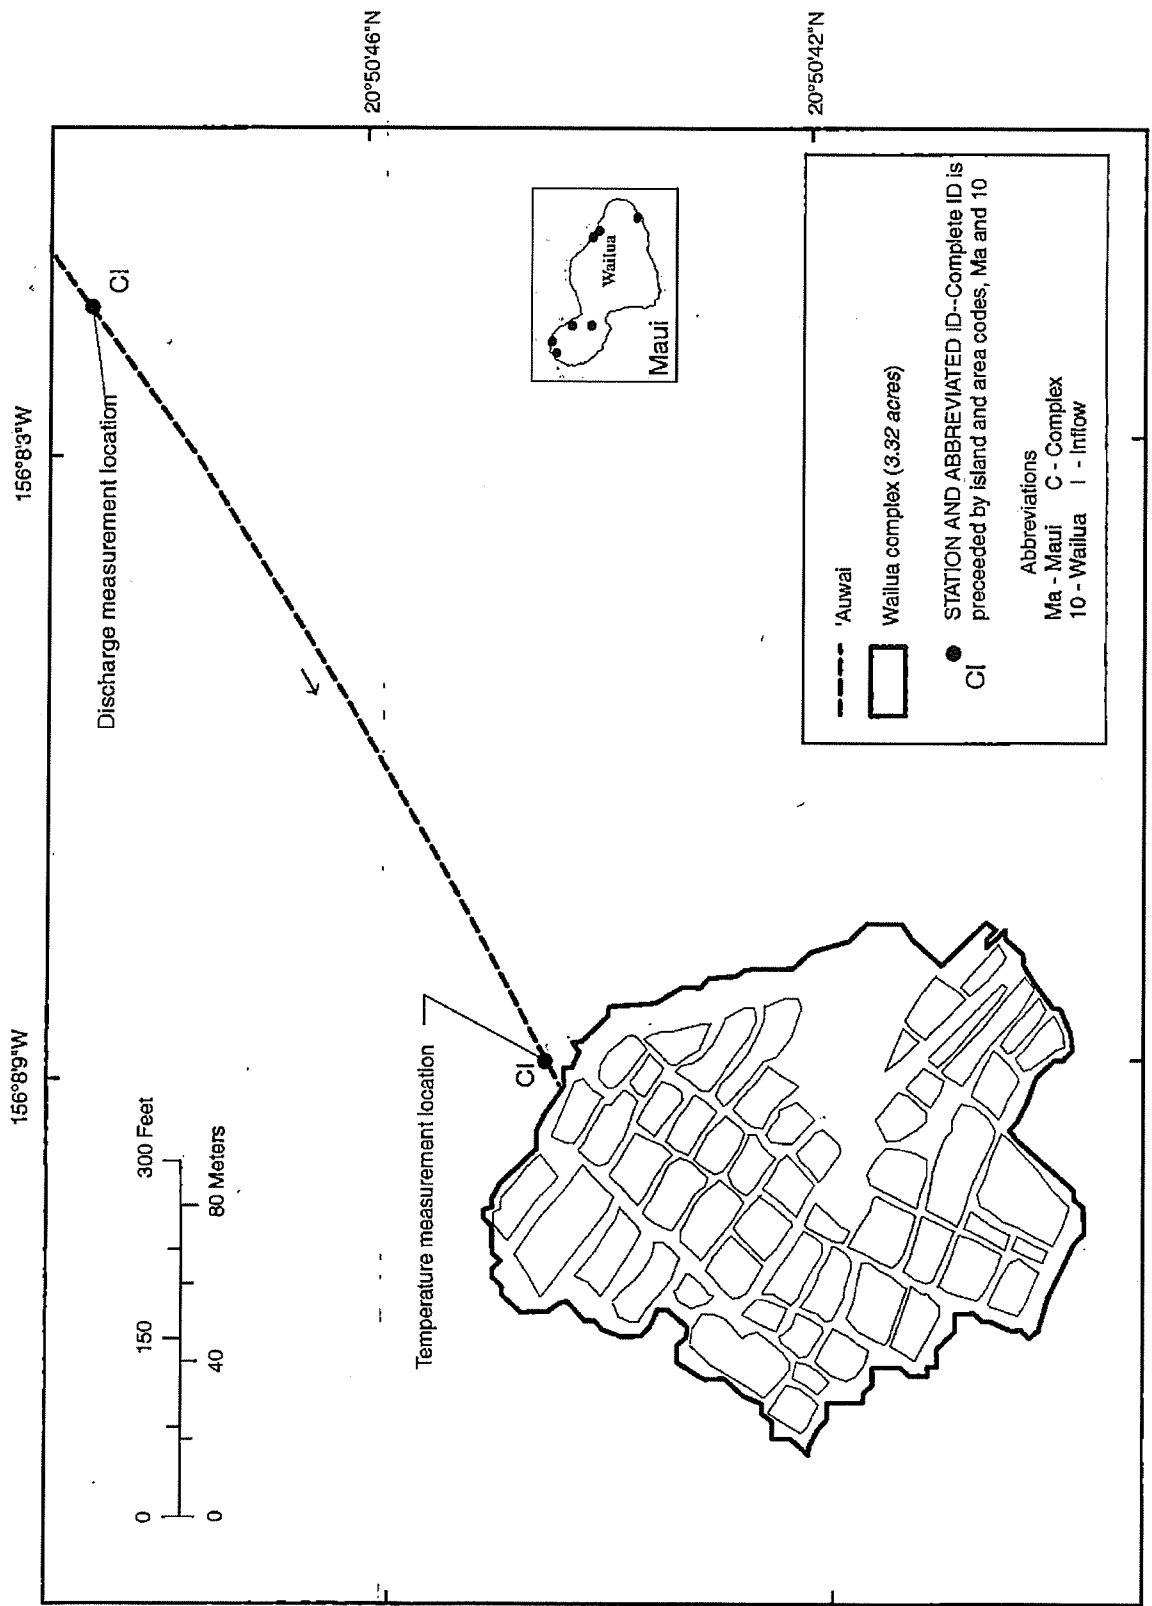 156°8'9"W
156°8'3"W
20°50'46"N
20°50'42"N
0 150 300 Feet
0 40 80 Meters
Discharge measurement location
CI
Temperature measurement location
CI
Wailua
Maui
'Auwai
Wailua complex (3.32 acres)
CI
STATION AND ABBREVIATED ID--Complete ID is
preceeded by island and area codes, Ma and 10
Abbreviations
Ma - Maui C - Complex
10 - Wailua I - Inflow